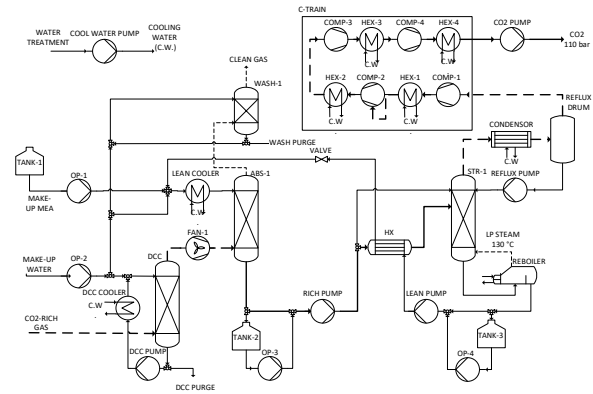 C-TRAIN
WATER
TREATMENT
COOL WATER PUMP
COOLING
WATER
(C.W.)
COMP-3
HEX-3
COMP-4
HEX-4
CO2 PUMP
C.W
C.W
CO2
110 bar
CLEAN GAS
WASH-1
HEX-2
COMP-2
HEX-1
COMP-1
C.W
C.W
REFLUX
DRUM
CONDENSOR
C.W
WASH PURGE
VALVE
TANK-1
OP-1
LEAN COOLER
C.W
ABS-1
STR-1
REFLUX PUMP
MAKE-
UP MEA
FAN-1
HX
LP STEAM
130 °C
MAKE-UP
WATER
OP-2
DCC
REBOILER
DCC COOLER
C.W
.
CO2-RICH
GAS
RICH PUMP
LEAN PUMP
TANK-2
TANK-3
DCC PUMP
OP-3
OP-4
DCC PURGE